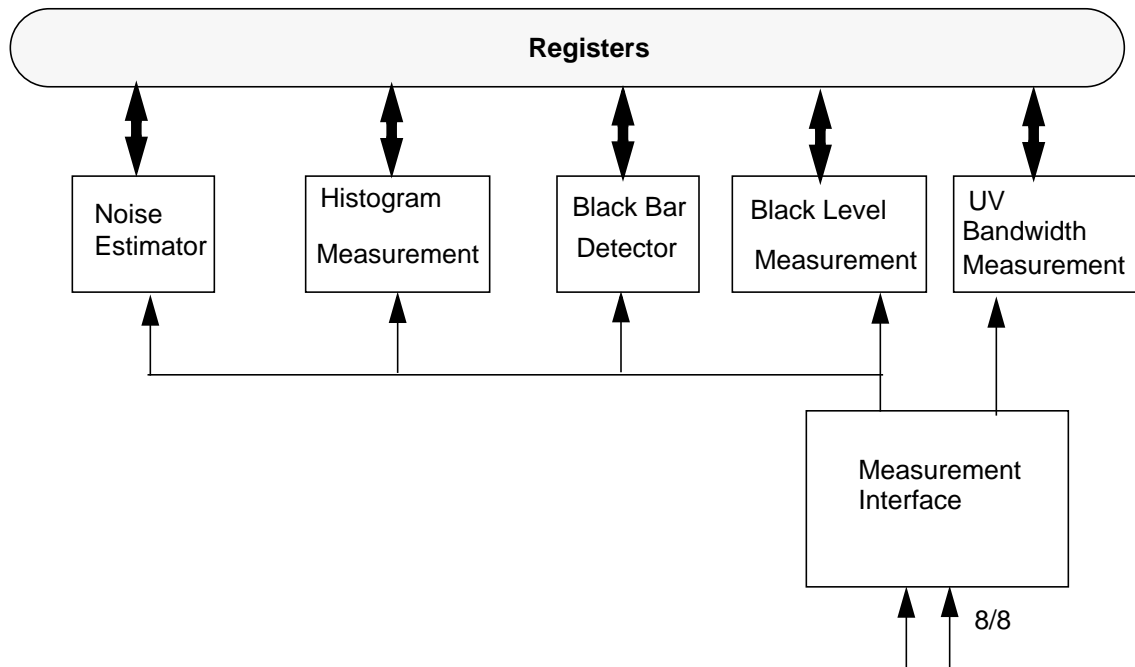 Registers
Noise
Estimator
Histogram
Measurement
Black Bar
Detector
Black Level
Measurement
UV
Bandwidth
Measurement
Measurement
Interface
8/8